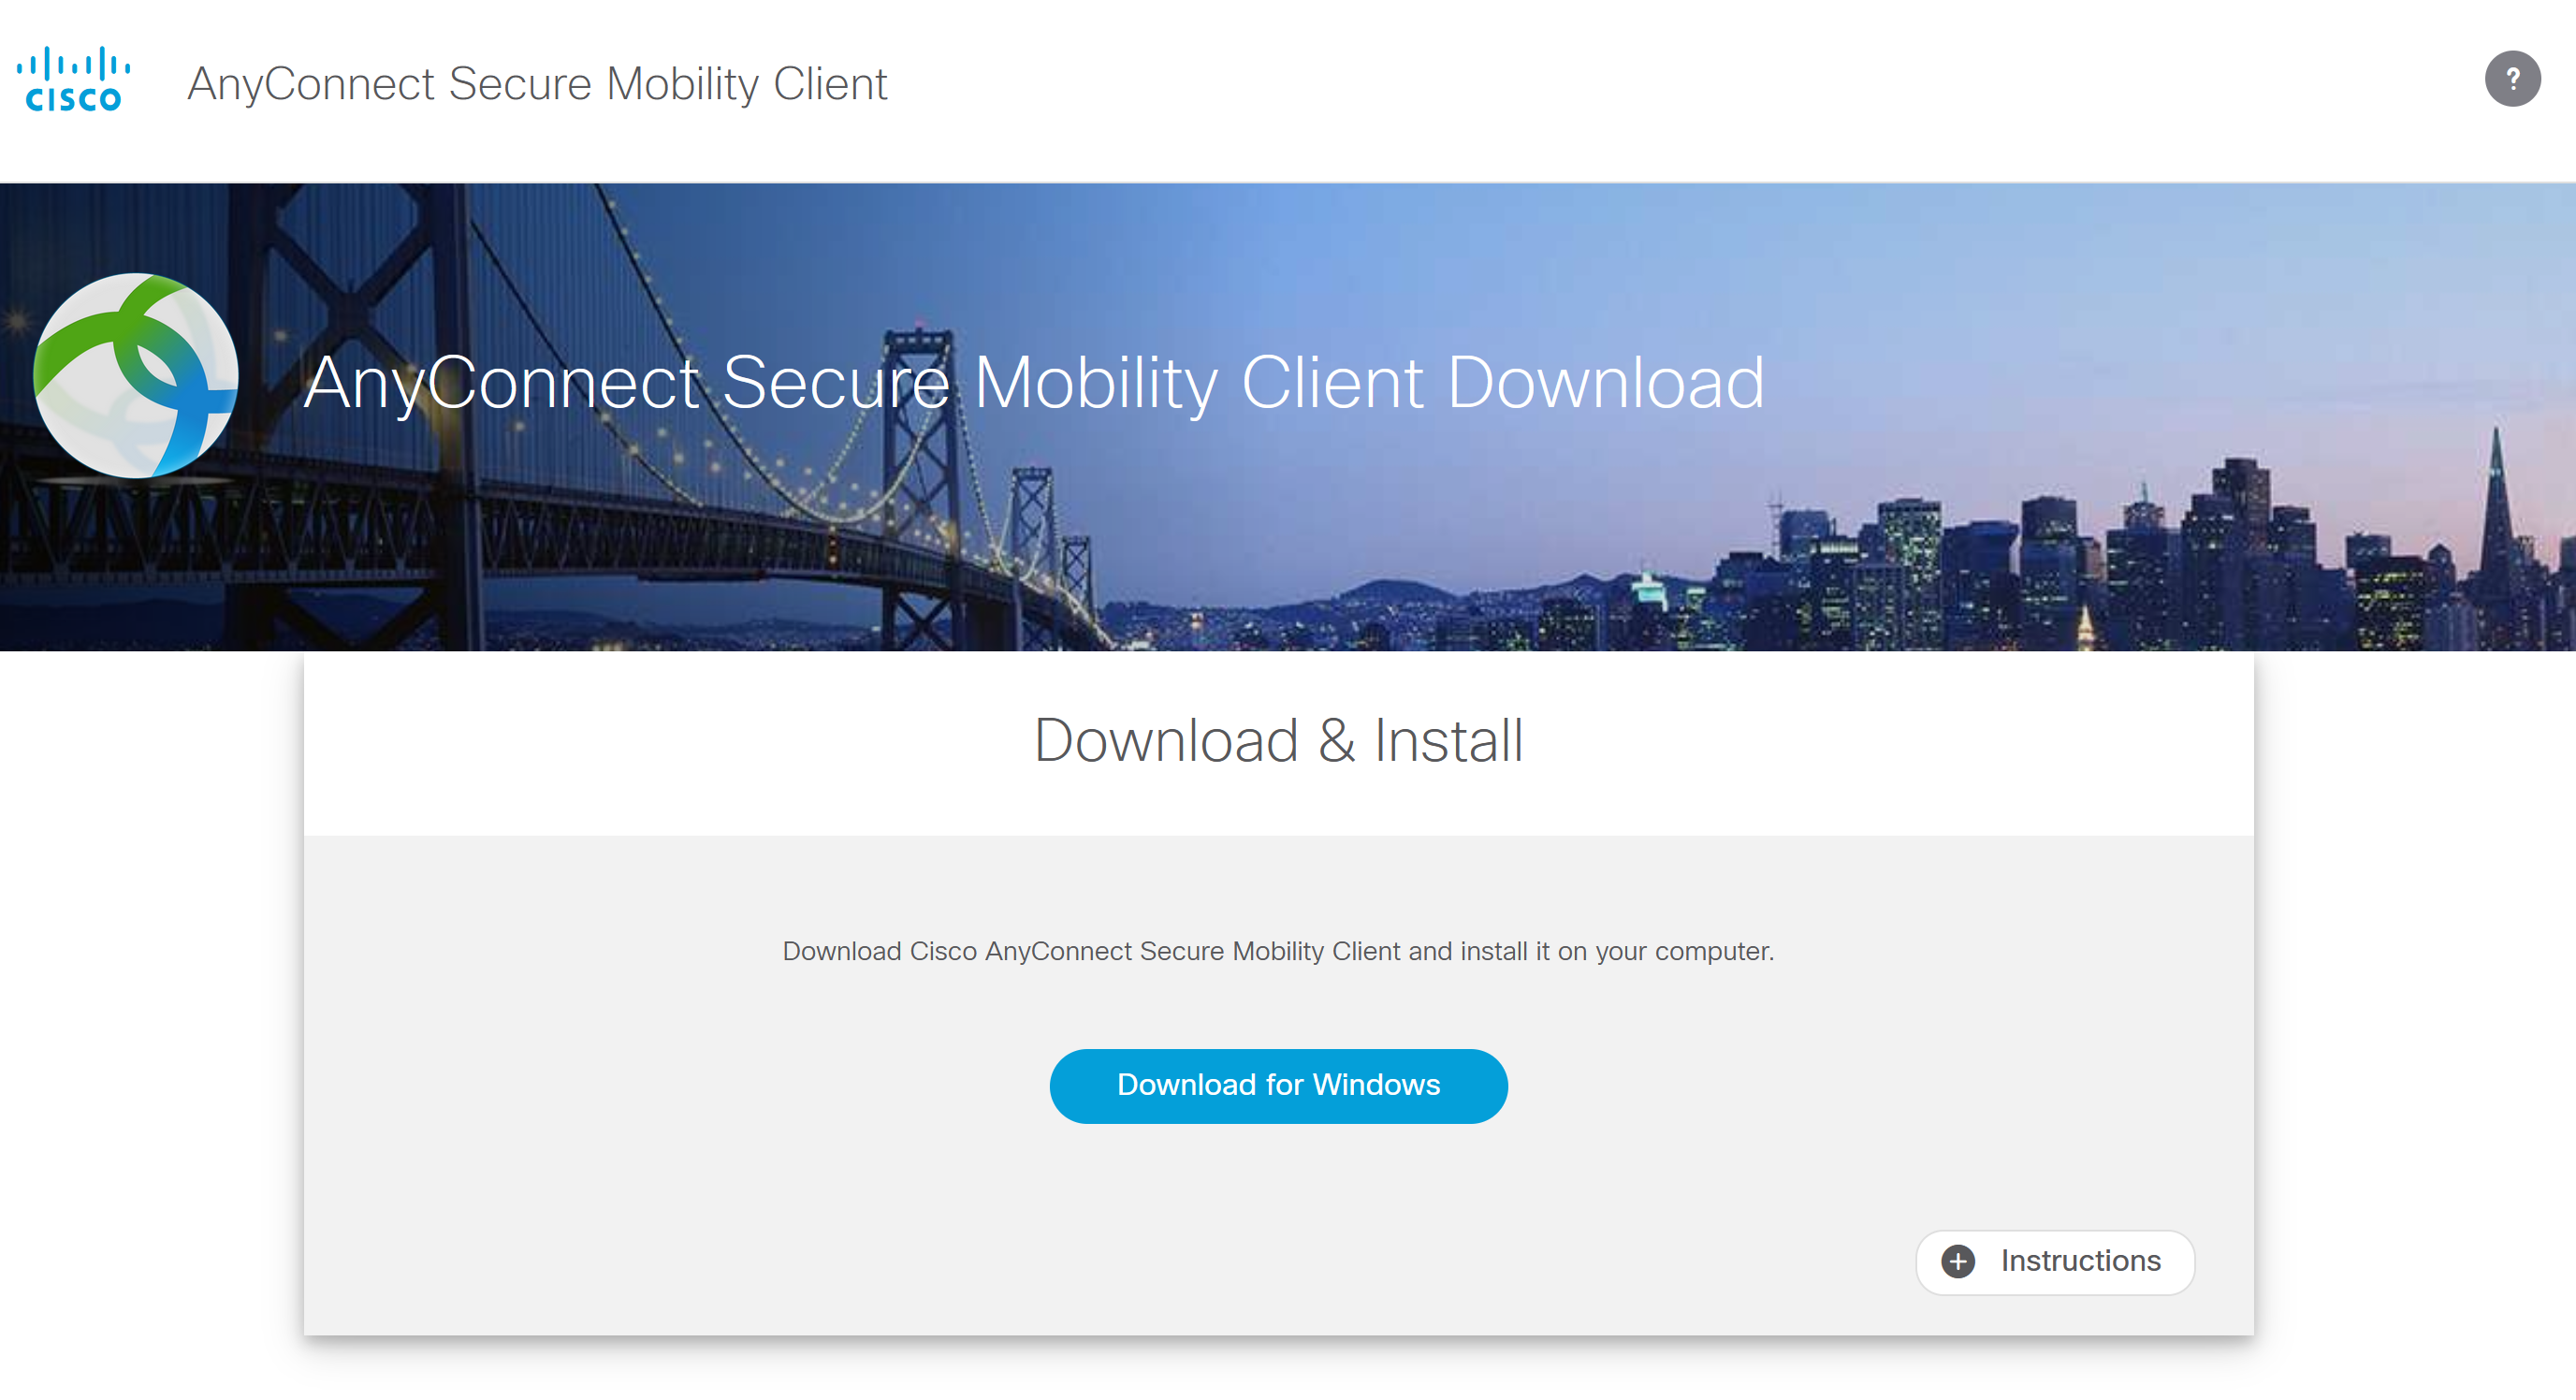 CISCO
AnyConnect Secure Mobility Client
?
AnyConnect Secure Mobility Client Download
Download & Install
Download Cisco AnyConnect Secure Mobility Client and install it on your computer.
Download for Windows
Instructions